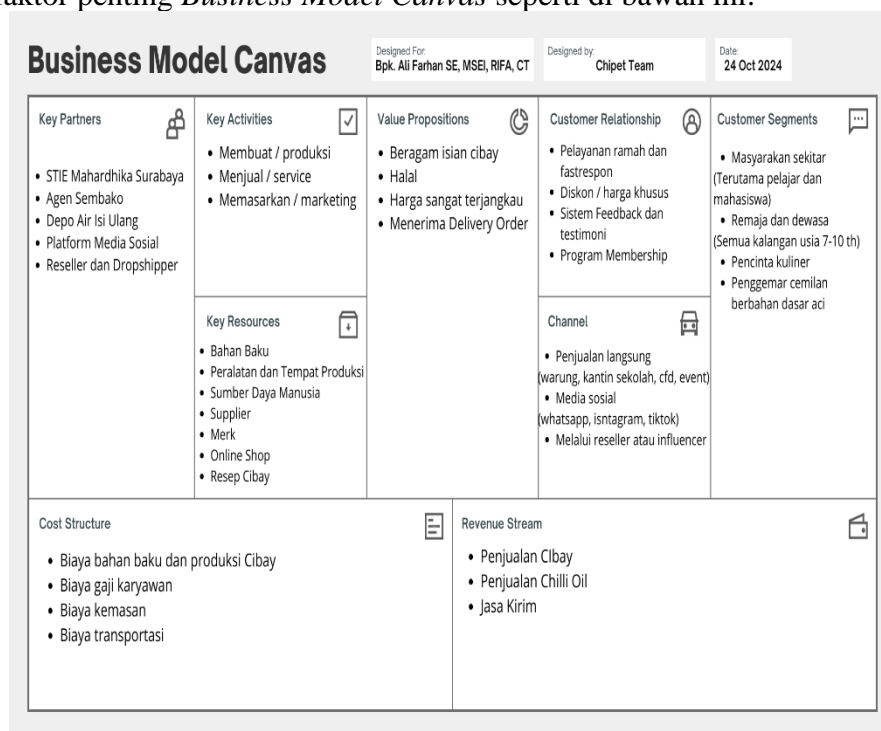 faktor penting Business Model Canvas seperti di bawah ini:
Business Model Canvas
Designed For:
Bpk. Ali Farhan SE, MSEI, RIFA, CT
Designed by:
Chipet Team
Date:
24 Oct 2024
Key Partners
• STIE Mahardhika Surabaya
• Agen Sembako
• Depo Air Isi Ulang
• Platform Media Sosial
• Reseller dan Dropshipper
Key Activities
• Membuat / produksi
• Menjual / service
• Memasarkan / marketing
Key Resources
• Bahan Baku
• Peralatan dan Tempat Produksi
• Sumber Daya Manusia
• Supplier
• Merk
• Online Shop
• Resep Cibay
Value Propositions
• Beragam isian cibay
• Halal
• Harga sangat terjangkau
• Menerima Delivery Order
Customer Relationship
• Pelayanan ramah dan
fastrespon
• Diskon / harga khusus
• Sistem Feedback dan
testimoni
• Program Membership
Channel
• Penjualan langsung
(warung, kantin sekolah, cfd, event)
• Media sosial
(whatsapp, isntagram, tiktok)
• Melalui reseller atau influencer
Customer Segments
• Masyarakan sekitar
(Terutama pelajar dan
mahasiswa)
• Remaja dan dewasa
(Semua kalangan usia 7-10 th)
• Pencinta kuliner
• Penggemar cemilan
berbahan dasar aci
Cost Structure
• Biaya bahan baku dan produksi Cibay
• Biaya gaji karyawan
• Biaya kemasan
• Biaya transportasi
Revenue Stream
• Penjualan CIbay
• Penjualan Chilli Oil
• Jasa Kirim